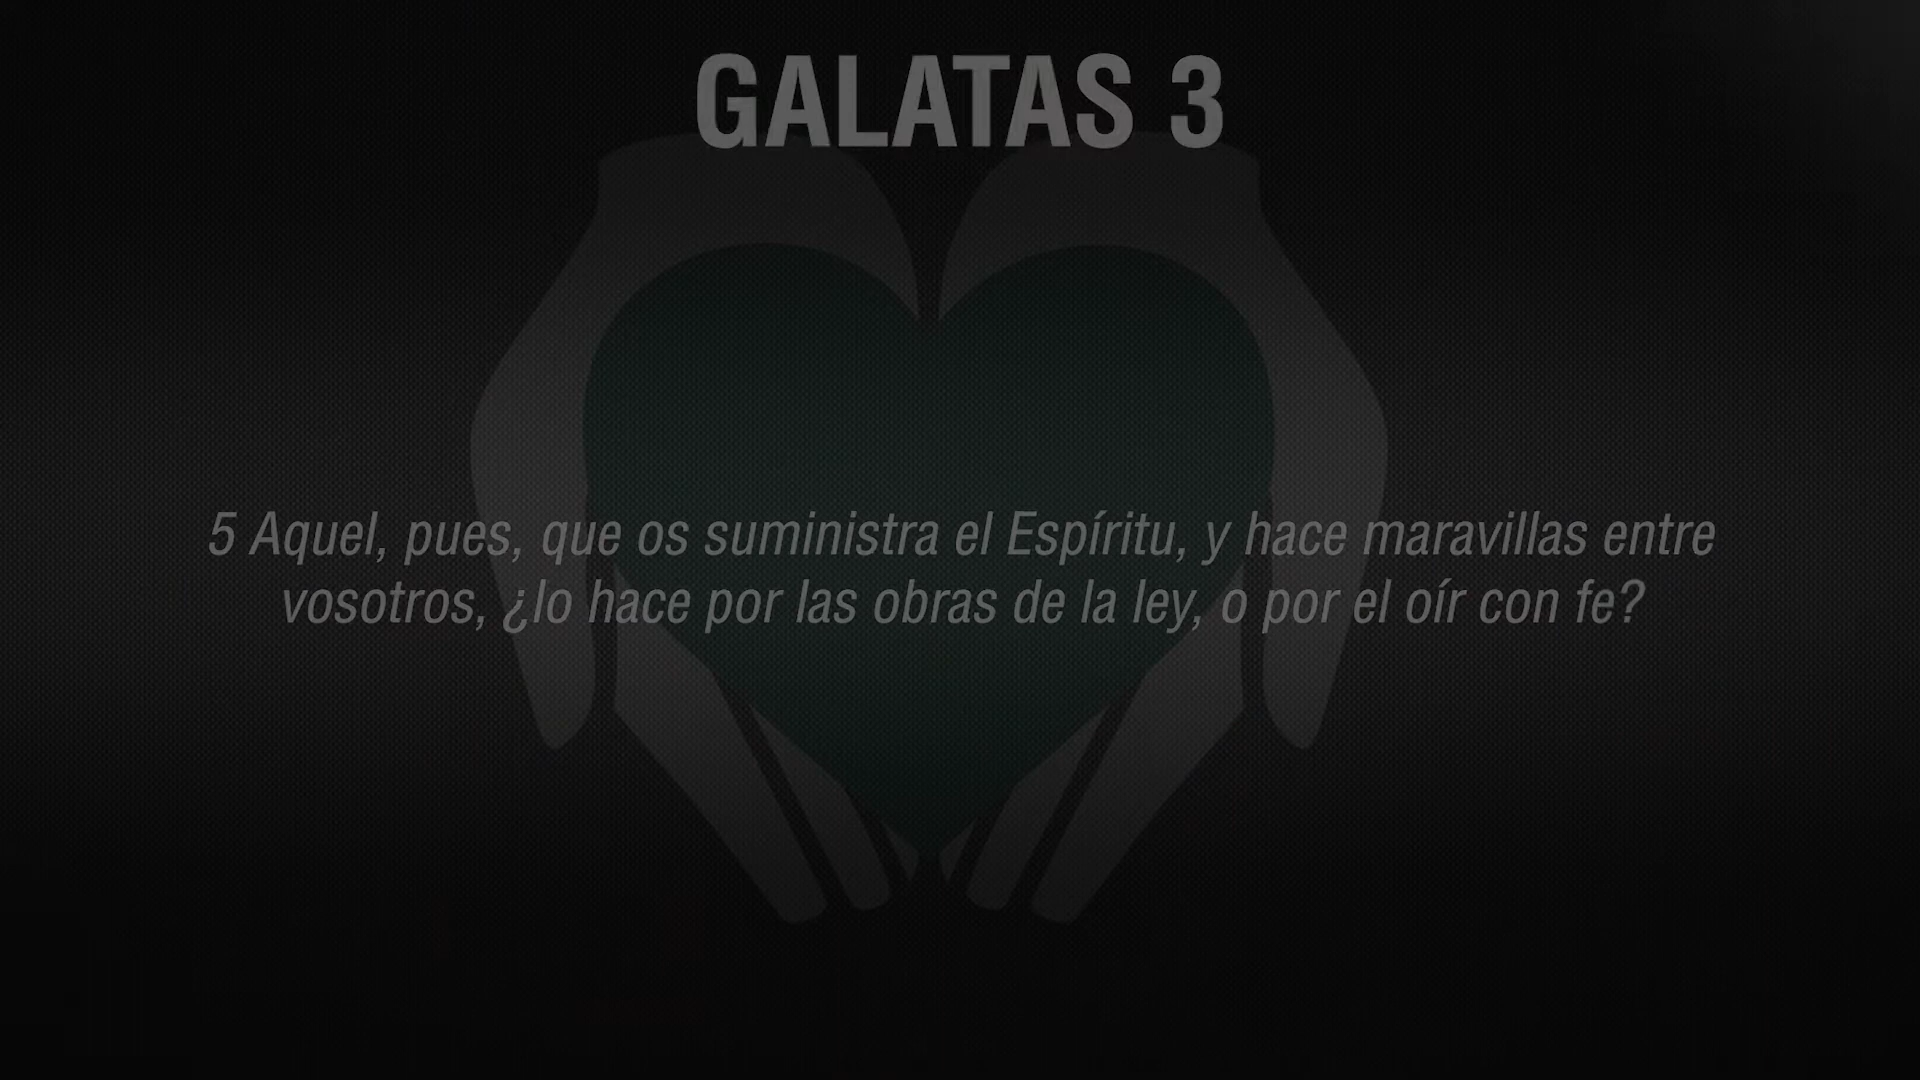 GALATAS 3
5 Aquel, pues, que os suministra el Espíritu, y hace maravillas entre
vosotros, ¿lo hace por las obras de la ley, o por el oír con fe?